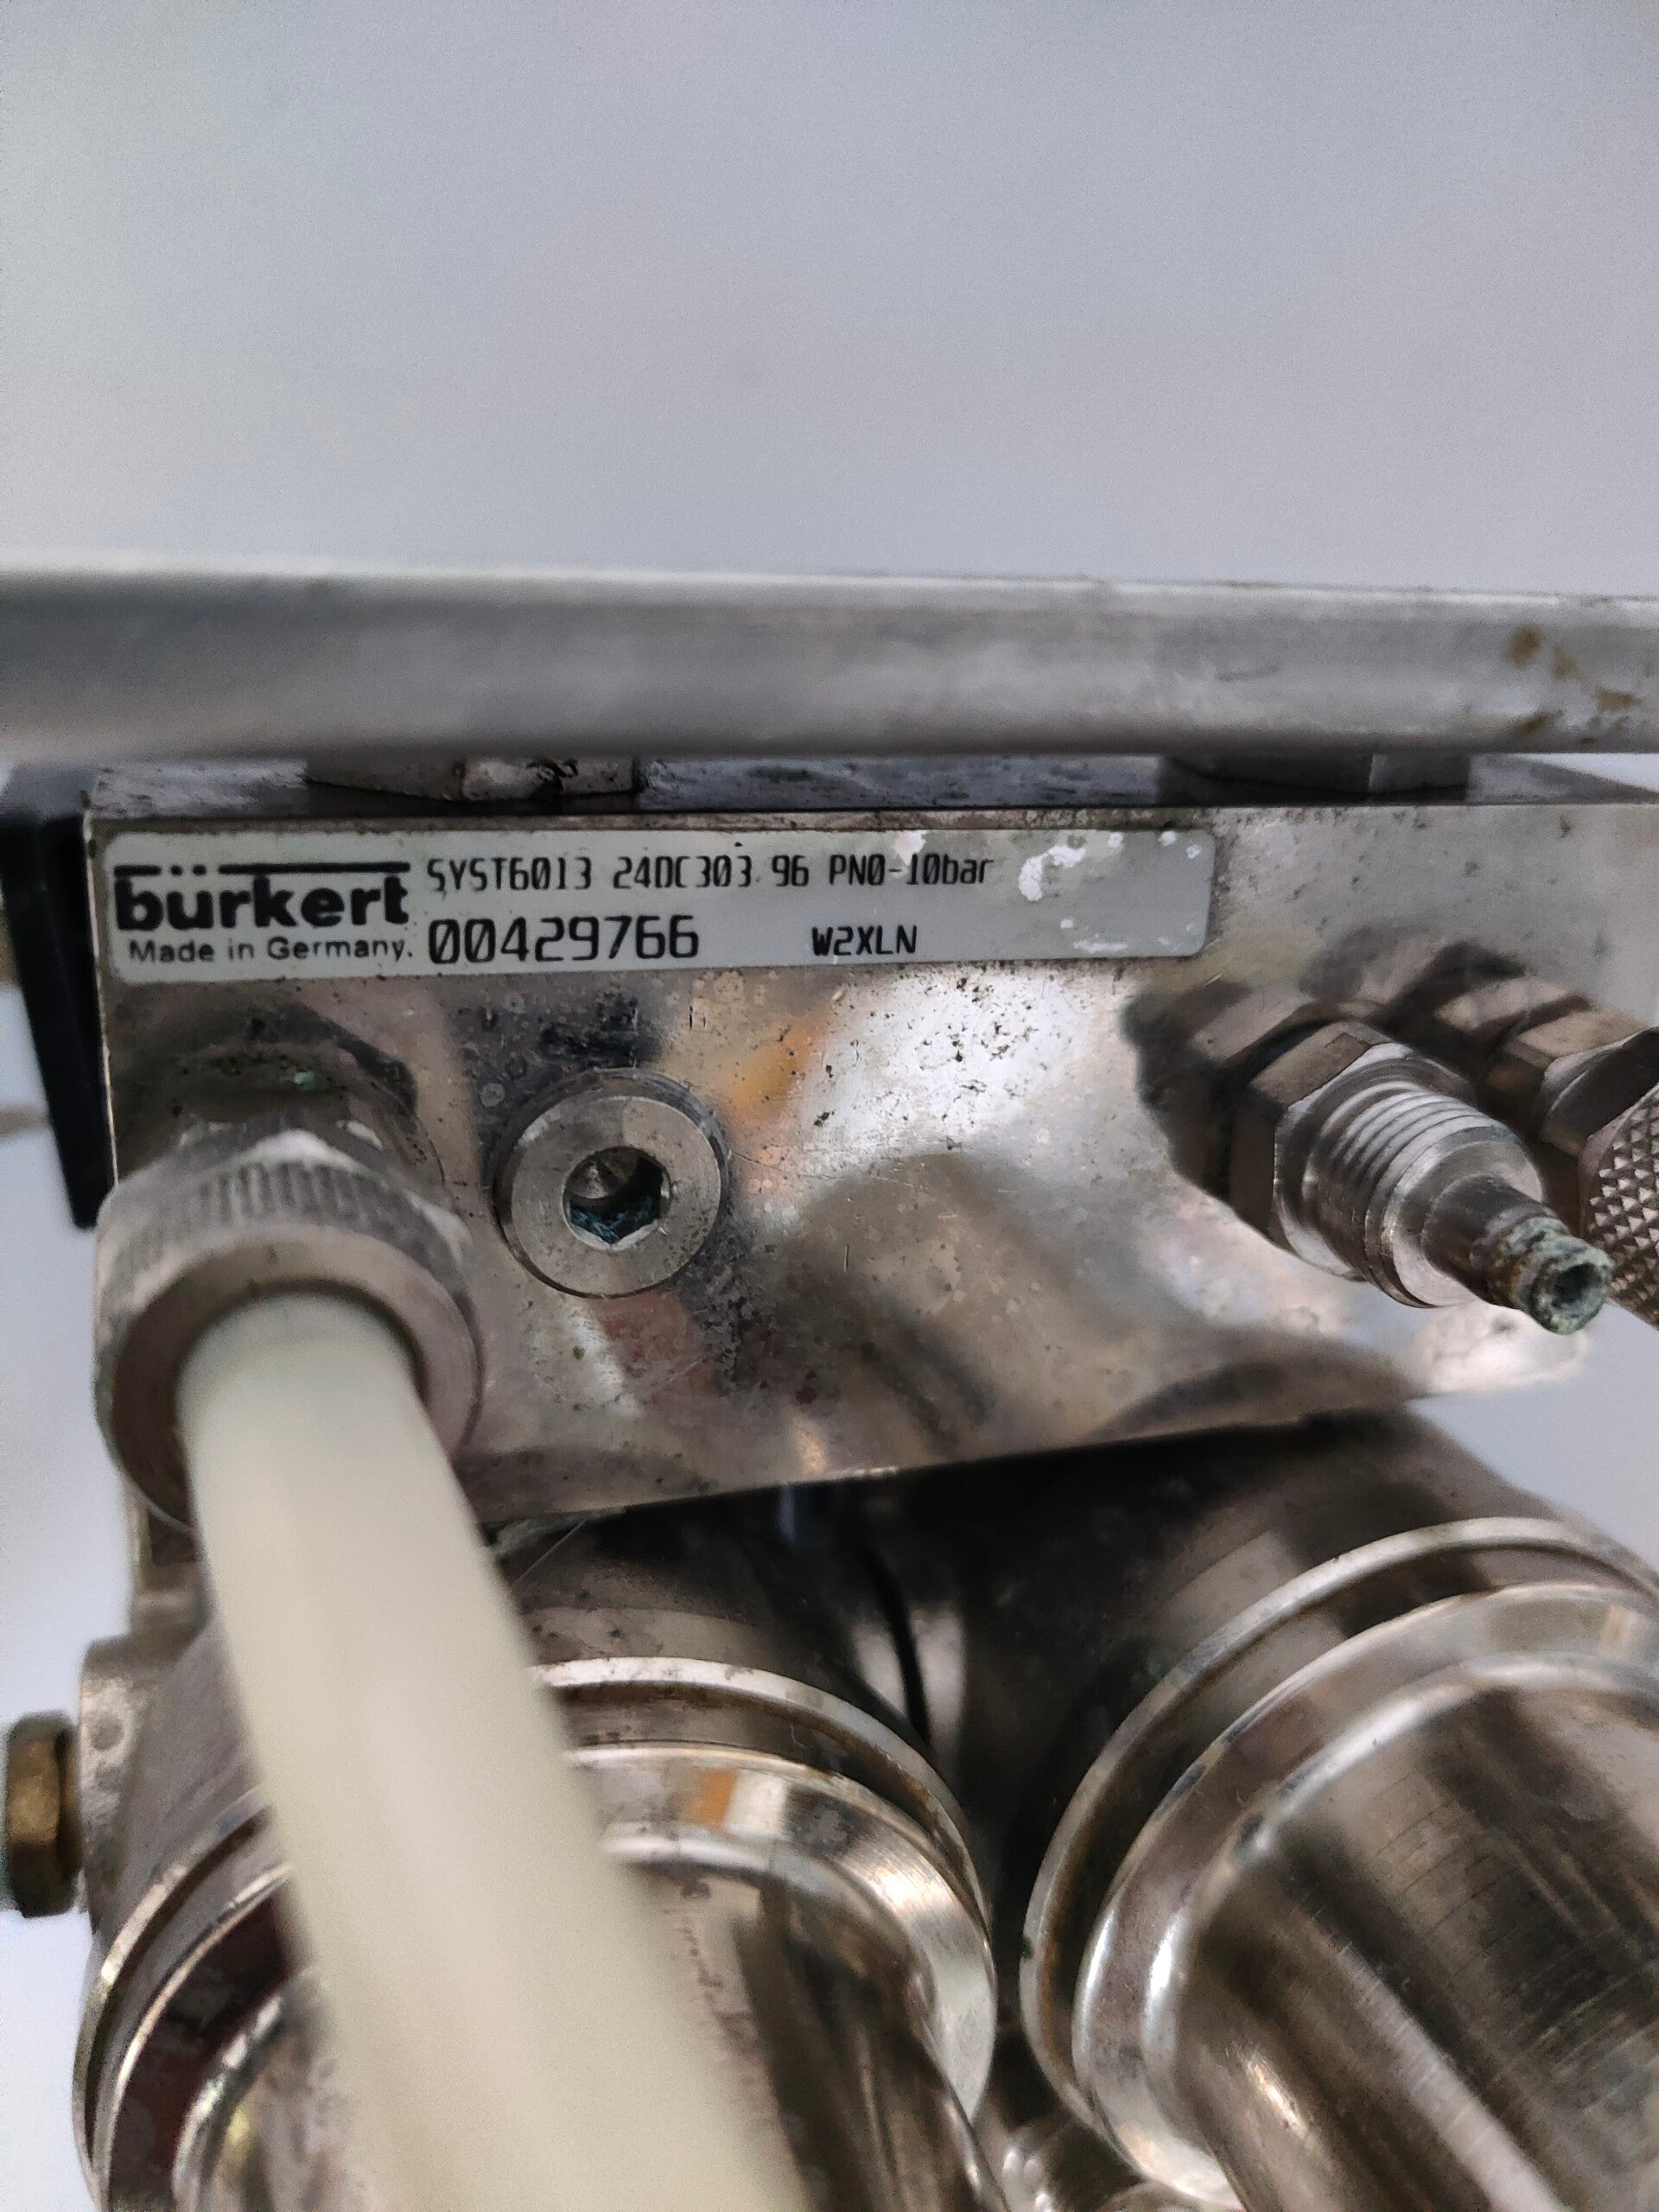 bürkert SYST6013 24DC303.96 PN0-10bar
Made in Germany. 00429766 W2XLN